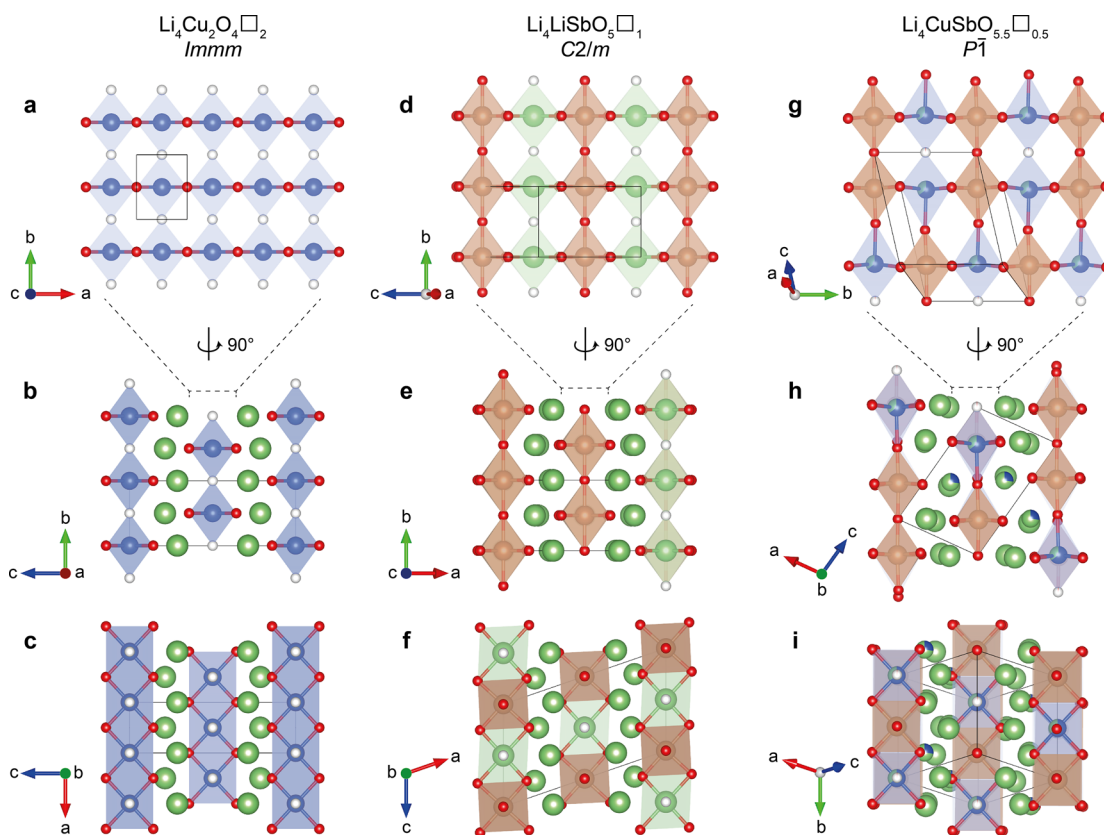 Li₄Cu₂O₄□₂ Li₄LiSbO₅□₁ Li₄CuSbO₅.₅□₀.₅
Immm C2/m P1̄
a d g
b b c
a
c a c a b
90° 90° 90°
b e h
b b c
a
c a c a b
c f i
c b a b a c
a c b